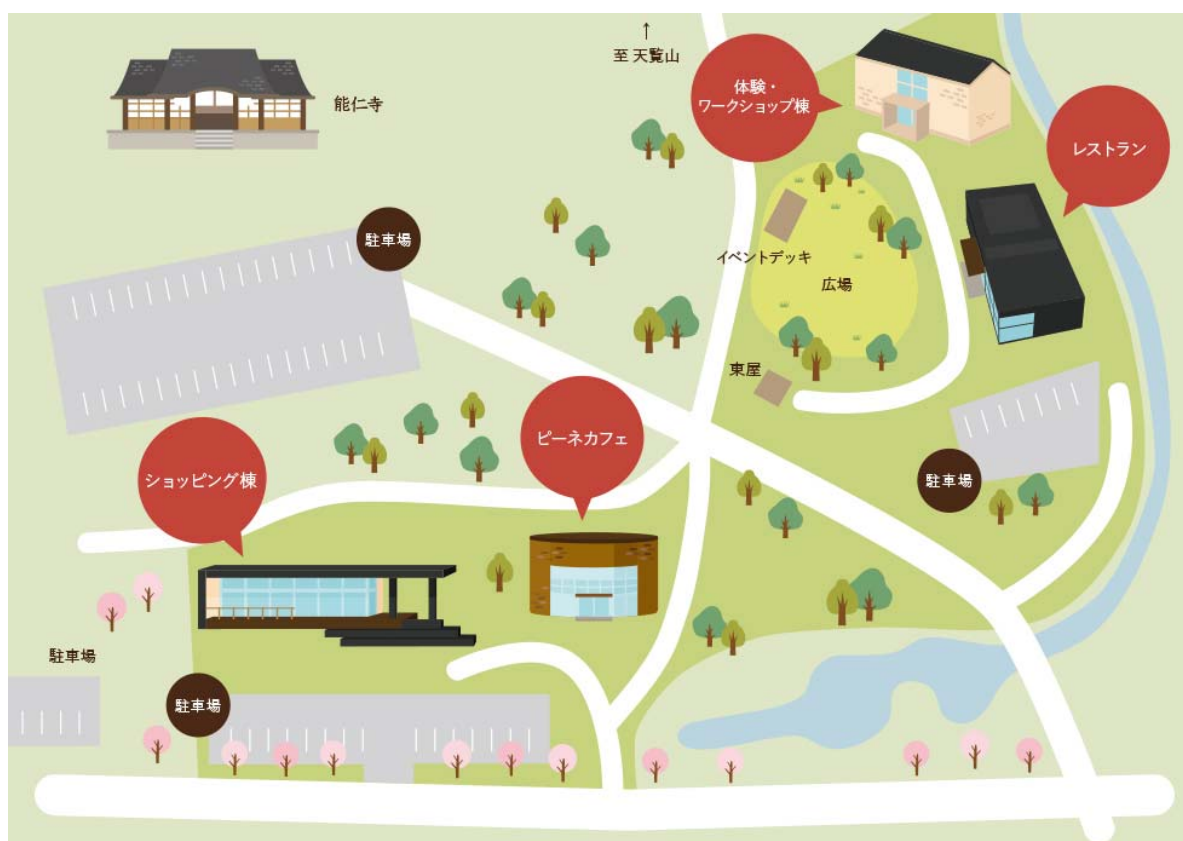 ↑
至 天覧山
能仁寺
体験・
ワークショップ棟
レストラン
駐車場
イベントデッキ
広場
東屋
ピーネカフェ
ショッピング棟
駐車場
駐車場
駐車場